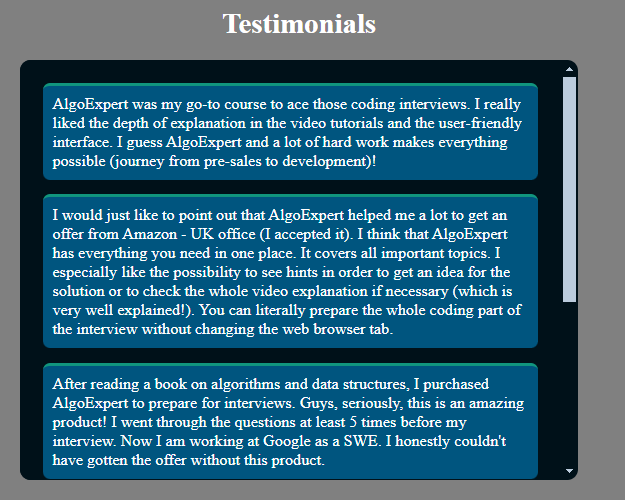 Testimonials
AlgoExpert was my go-to course to ace those coding interviews. I really
liked the depth of explanation in the video tutorials and the user-friendly
interface. I guess AlgoExpert and a lot of hard work makes everything
possible (journey from pre-sales to development)!
I would just like to point out that AlgoExpert helped me a lot to get an
offer from Amazon - UK office (I accepted it). I think that AlgoExpert
has everything you need in one place. It covers all important topics. I
especially like the possibility to see hints in order to get an idea for the
solution or to check the whole video explanation if necessary (which is
very well explained!). You can literally prepare the whole coding part of
the interview without changing the web browser tab.
After reading a book on algorithms and data structures, I purchased
AlgoExpert to prepare for interviews. Guys, seriously, this is an amazing
product! I went through the questions at least 5 times before my
interview. Now I am working at Google as a SWE. I honestly couldn't
have gotten the offer without this product.